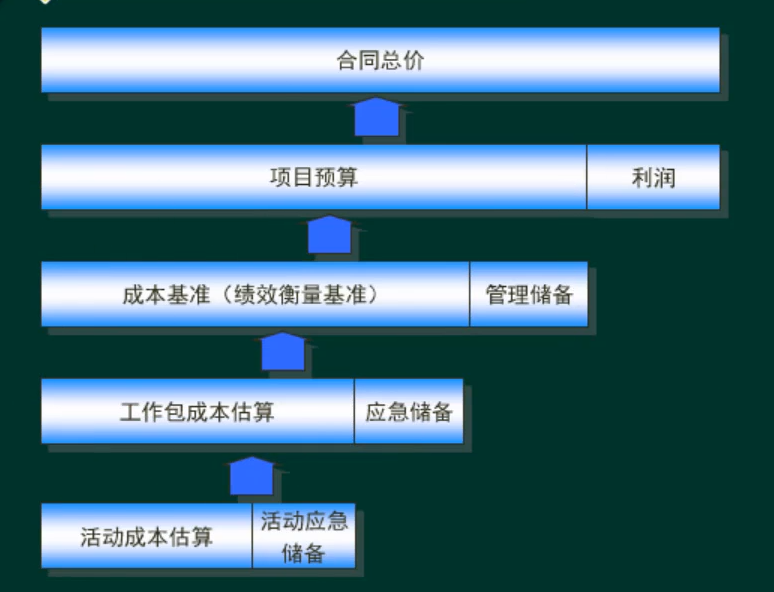 合同总价
项目预算
利润
成本基准（绩效衡量基准）
管理储备
工作包成本估算
应急储备
活动成本估算
活动应急
储备